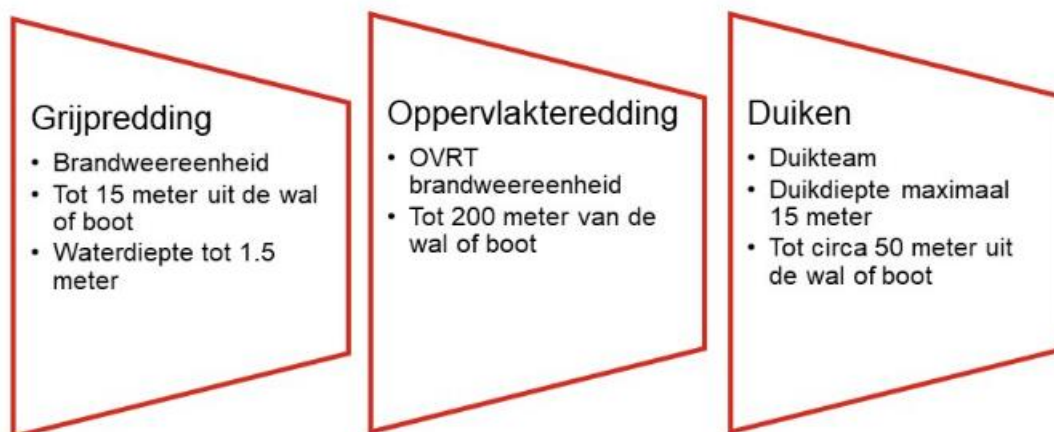 Grijpredding
• Brandweereenheid
• Tot 15 meter uit de wal
of boot
• Waterdiepte tot 1.5
meter
Oppervlakteredding
• OVRT
brandweereenheid
• Tot 200 meter van de
wal of boot
Duiken
• Duikteam
• Duikdiepte maximaal
15 meter
• Tot circa 50 meter uit
de wal of boot